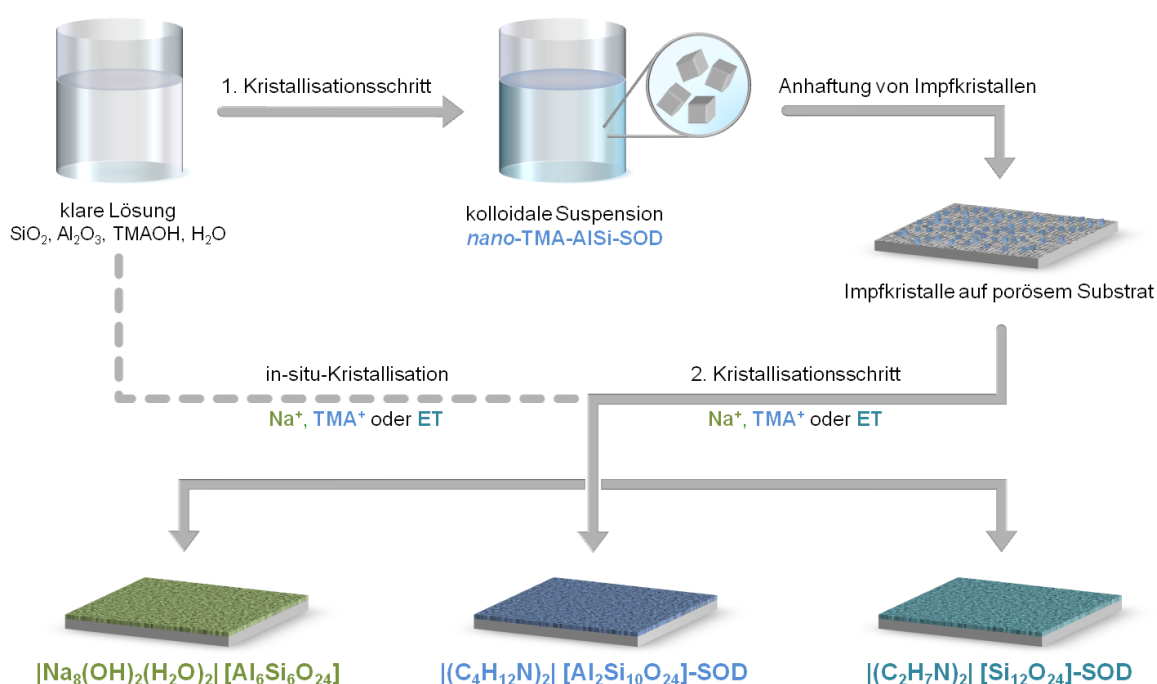 1. Kristallisationsschritt
Anhaftung von Impfkristallen
klare Lösung
SiO₂, Al₂O₃, TMAOH, H₂O
kolloidale Suspension
nano-TMA-AlSi-SOD
Impfkristalle auf porösem Substrat
in-situ-Kristallisation
Na⁺, TMA⁺ oder ET
2. Kristallisationsschritt
Na⁺, TMA⁺ oder ET
|Na₈(OH)₂(H₂O)₂| [Al₆Si₆O₂₄]
|(C₄H₁₂N)₂| [Al₂Si₁₀O₂₄]-SOD
|(C₂H₇N)₂| [Si₁₂O₂₄]-SOD